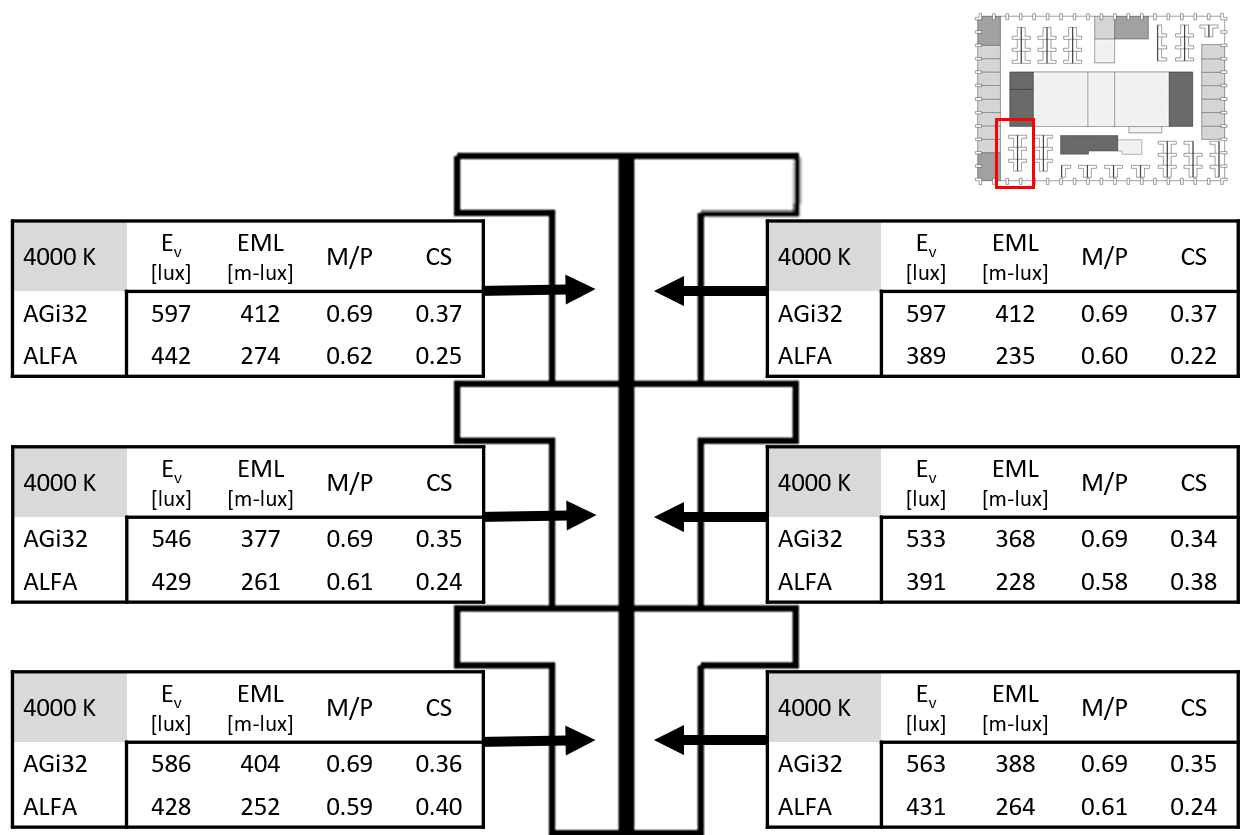 4000 K Ev [lux] EML [m-lux] M/P CS
AGi32 597 412 0.69 0.37
ALFA 442 274 0.62 0.25
4000 K Ev [lux] EML [m-lux] M/P CS
AGi32 597 412 0.69 0.37
ALFA 389 235 0.60 0.22
4000 K Ev [lux] EML [m-lux] M/P CS
AGi32 546 377 0.69 0.35
ALFA 429 261 0.61 0.24
4000 K Ev [lux] EML [m-lux] M/P CS
AGi32 533 368 0.69 0.34
ALFA 391 228 0.58 0.38
4000 K Ev [lux] EML [m-lux] M/P CS
AGi32 586 404 0.69 0.36
ALFA 428 252 0.59 0.40
4000 K Ev [lux] EML [m-lux] M/P CS
AGi32 563 388 0.69 0.35
ALFA 431 264 0.61 0.24